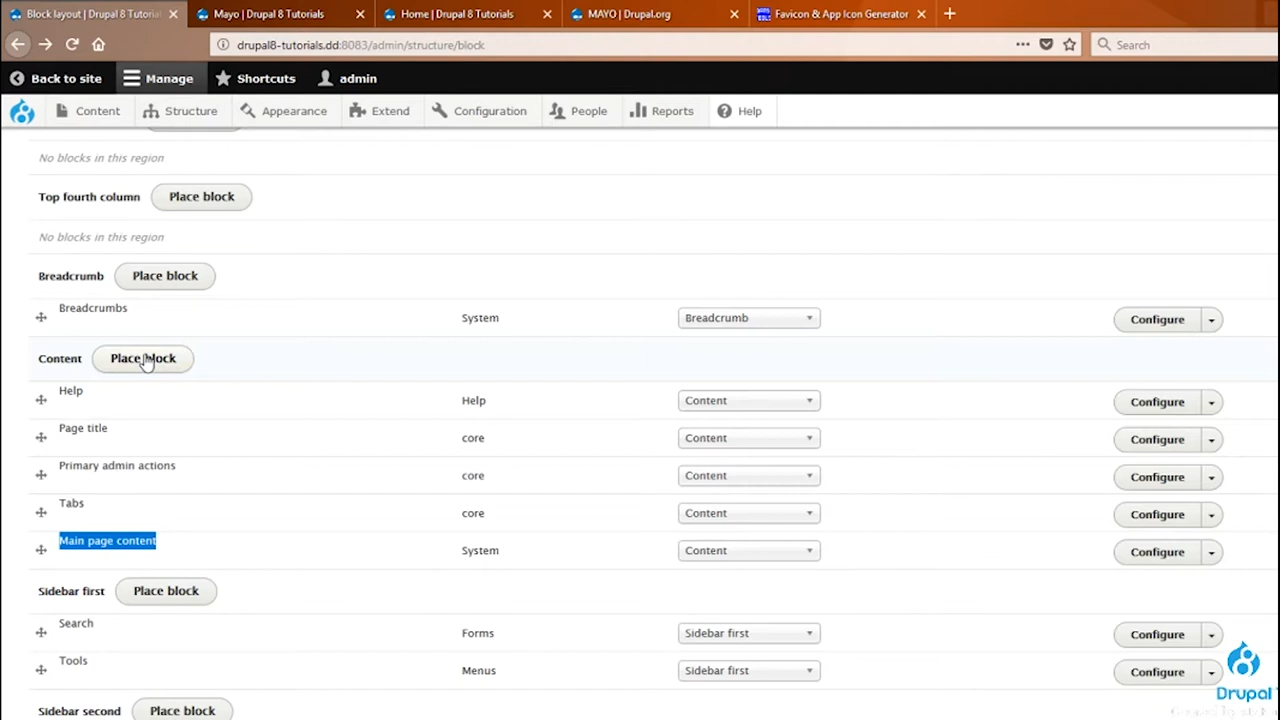 Block layout | Drupal 8 Tutorials
Mayo | Drupal 8 Tutorials
Home | Drupal 8 Tutorials
MAYO | Drupal.org
Favicon & App Icon Generator
drupal8-tutorials.dd:8083/admin/structure/block
Search
Back to site
Manage
Shortcuts
admin
Content
Structure
Appearance
Extend
Configuration
People
Reports
Help
No blocks in this region
Top fourth column
Place block
No blocks in this region
Breadcrumb
Place block
Breadcrumbs
System
Breadcrumb
Configure
Content
Place block
Help
Help
Content
Configure
Page title
core
Content
Configure
Primary admin actions
core
Content
Configure
Tabs
core
Content
Configure
Main page content
System
Content
Configure
Sidebar first
Place block
Search
Forms
Sidebar first
Configure
Tools
Menus
Sidebar first
Configure
Sidebar second
Place block
Drupal